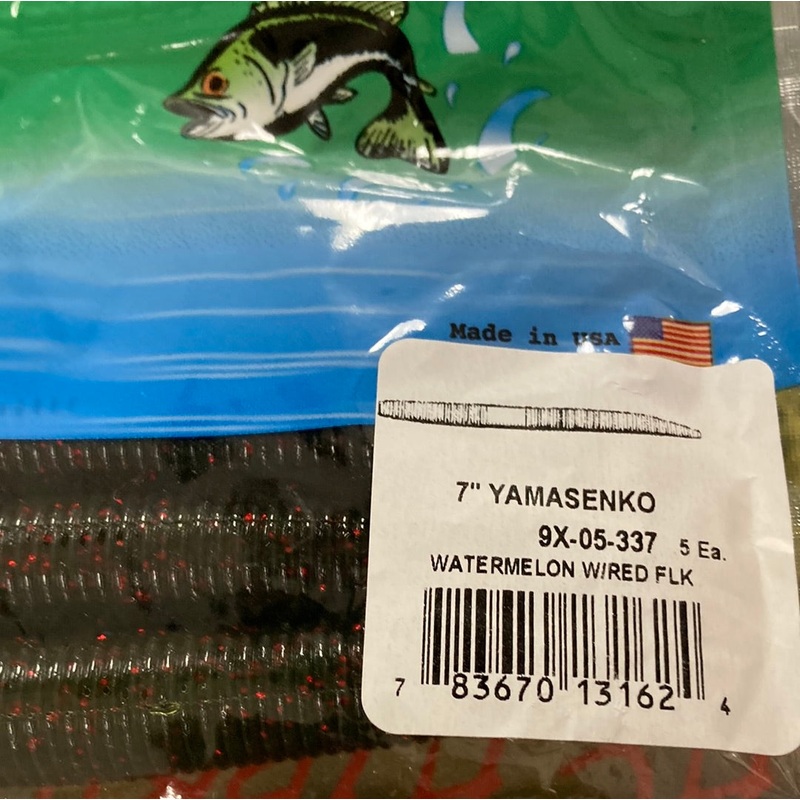 Made in USA
7" YAMASENKO
9X-05-337 5 Ea.
WATERMELON W/RED FLK
7 83670 13162 4